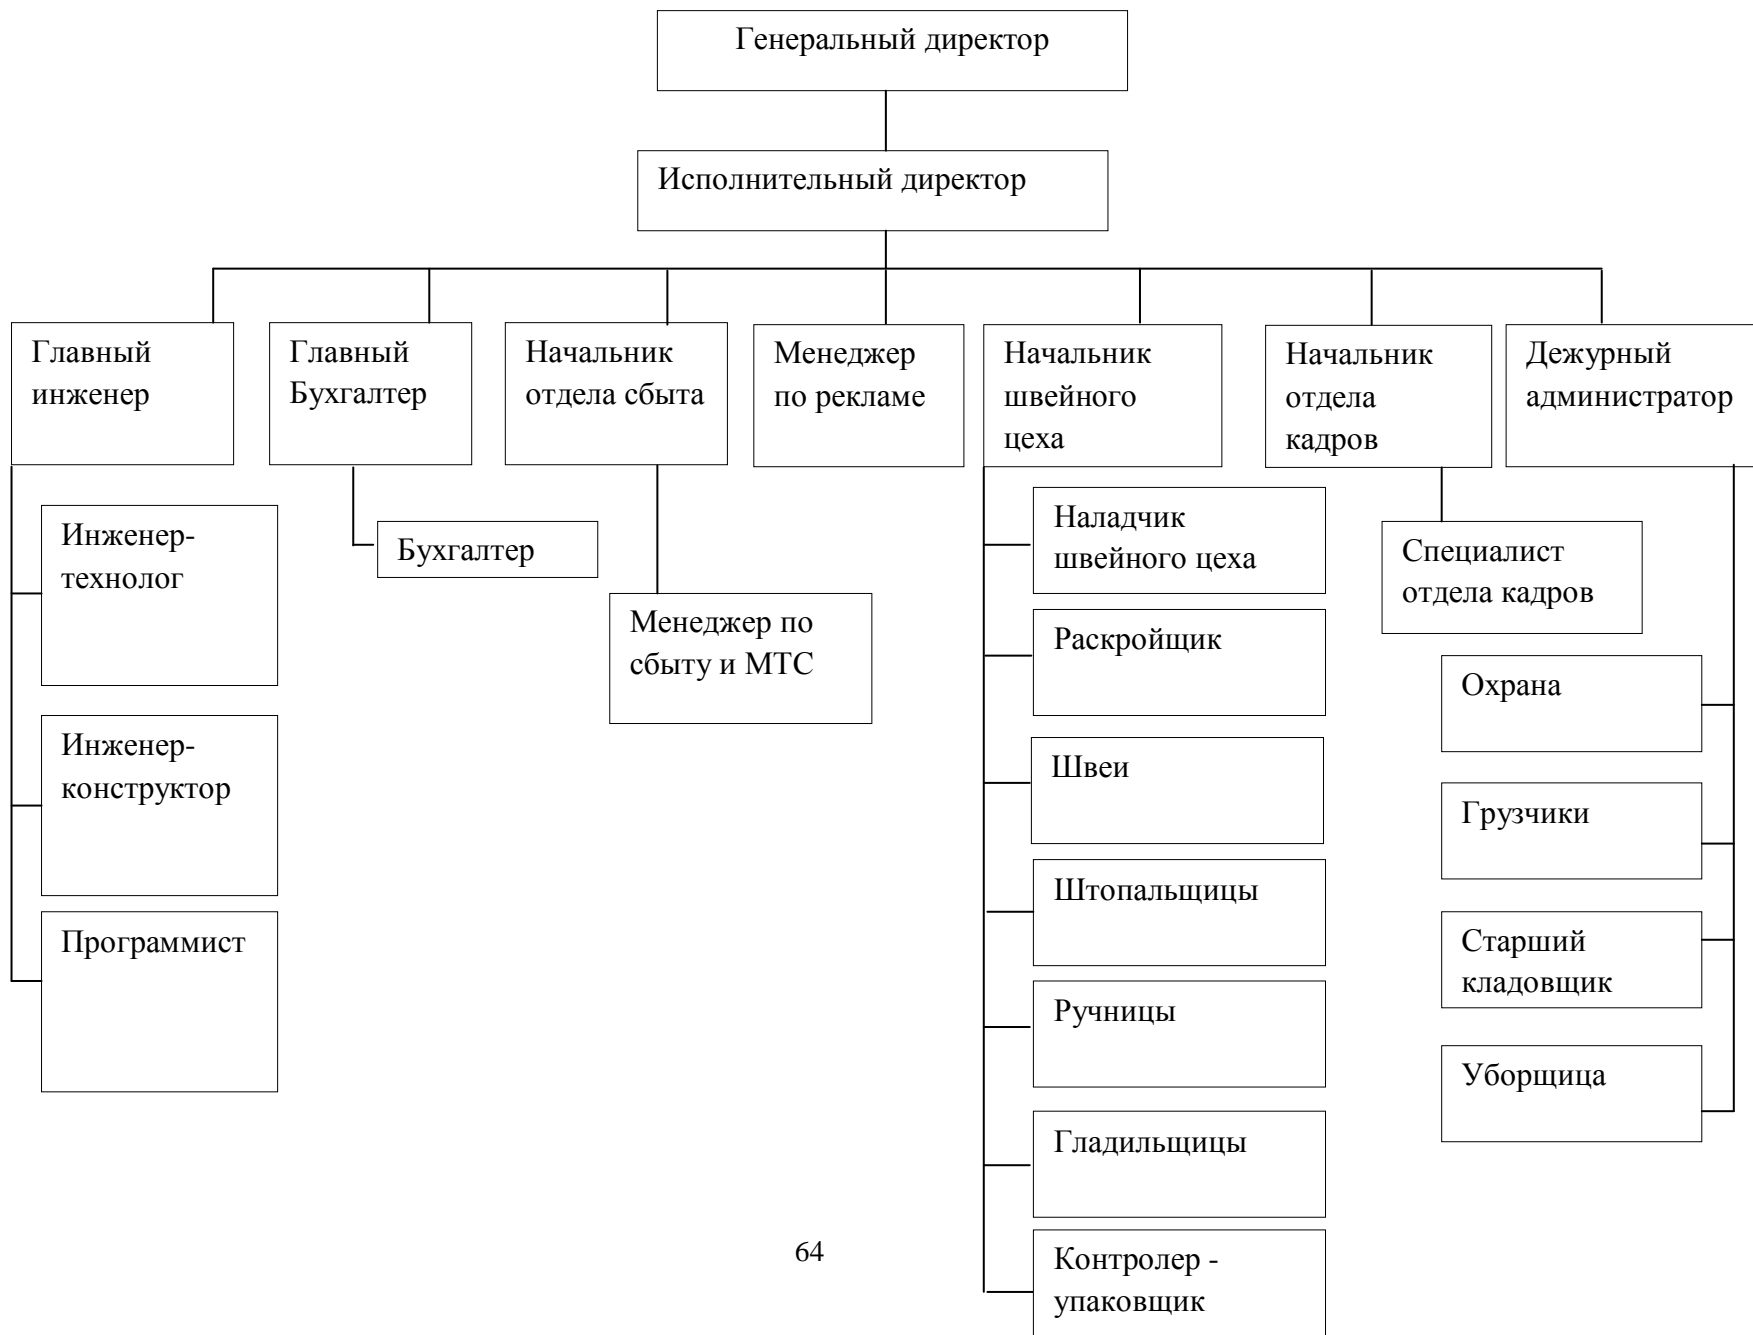 Генеральный директор
Исполнительный директор
Главный
инженер
Главный
Бухгалтер
Начальник
отдела сбыта
Менеджер
по рекламе
Начальник
швейного
цеха
Начальник
отдела
кадров
Дежурный
администратор
Инженер-
технолог
Инженер-
конструктор
Программист
Бухгалтер
Менеджер по
сбыту и МТС
Наладчик
швейного цеха
Раскройщик
Швеи
Штопальщицы
Ручницы
Гладильщицы
Контролер -
упаковщик
Специалист
отдела кадров
Охрана
Грузчики
Старший
кладовщик
Уборщица
64